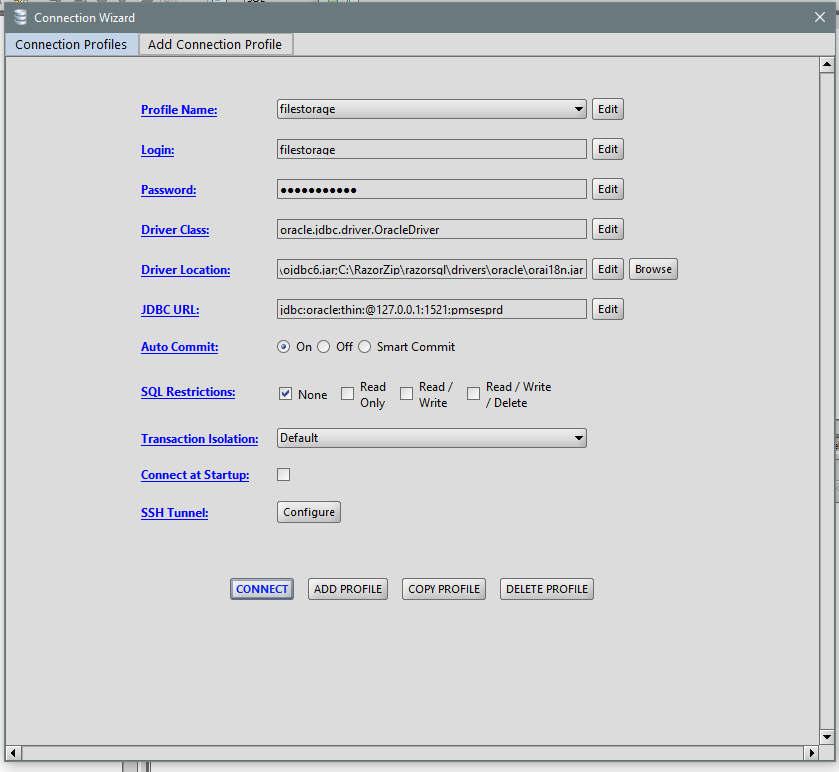 Connection Wizard
Connection Profiles Add Connection Profile
Profile Name: filestorage Edit
Login: filestorage Edit
Password: ●●●●●●●●●●● Edit
Driver Class: oracle.jdbc.driver.OracleDriver Edit
Driver Location: \ojdbc6.jar;C:\RazorZip\razorsql\drivers\oracle\orai18n.jar Edit Browse
JDBC URL: jdbc:oracle:thin:@127.0.0.1:1521:pmsesprd Edit
Auto Commit: On Off Smart Commit
SQL Restrictions: None Read Only Read / Write Read / Write / Delete
Transaction Isolation: Default
Connect at Startup:
SSH Tunnel: Configure
CONNECT ADD PROFILE COPY PROFILE DELETE PROFILE